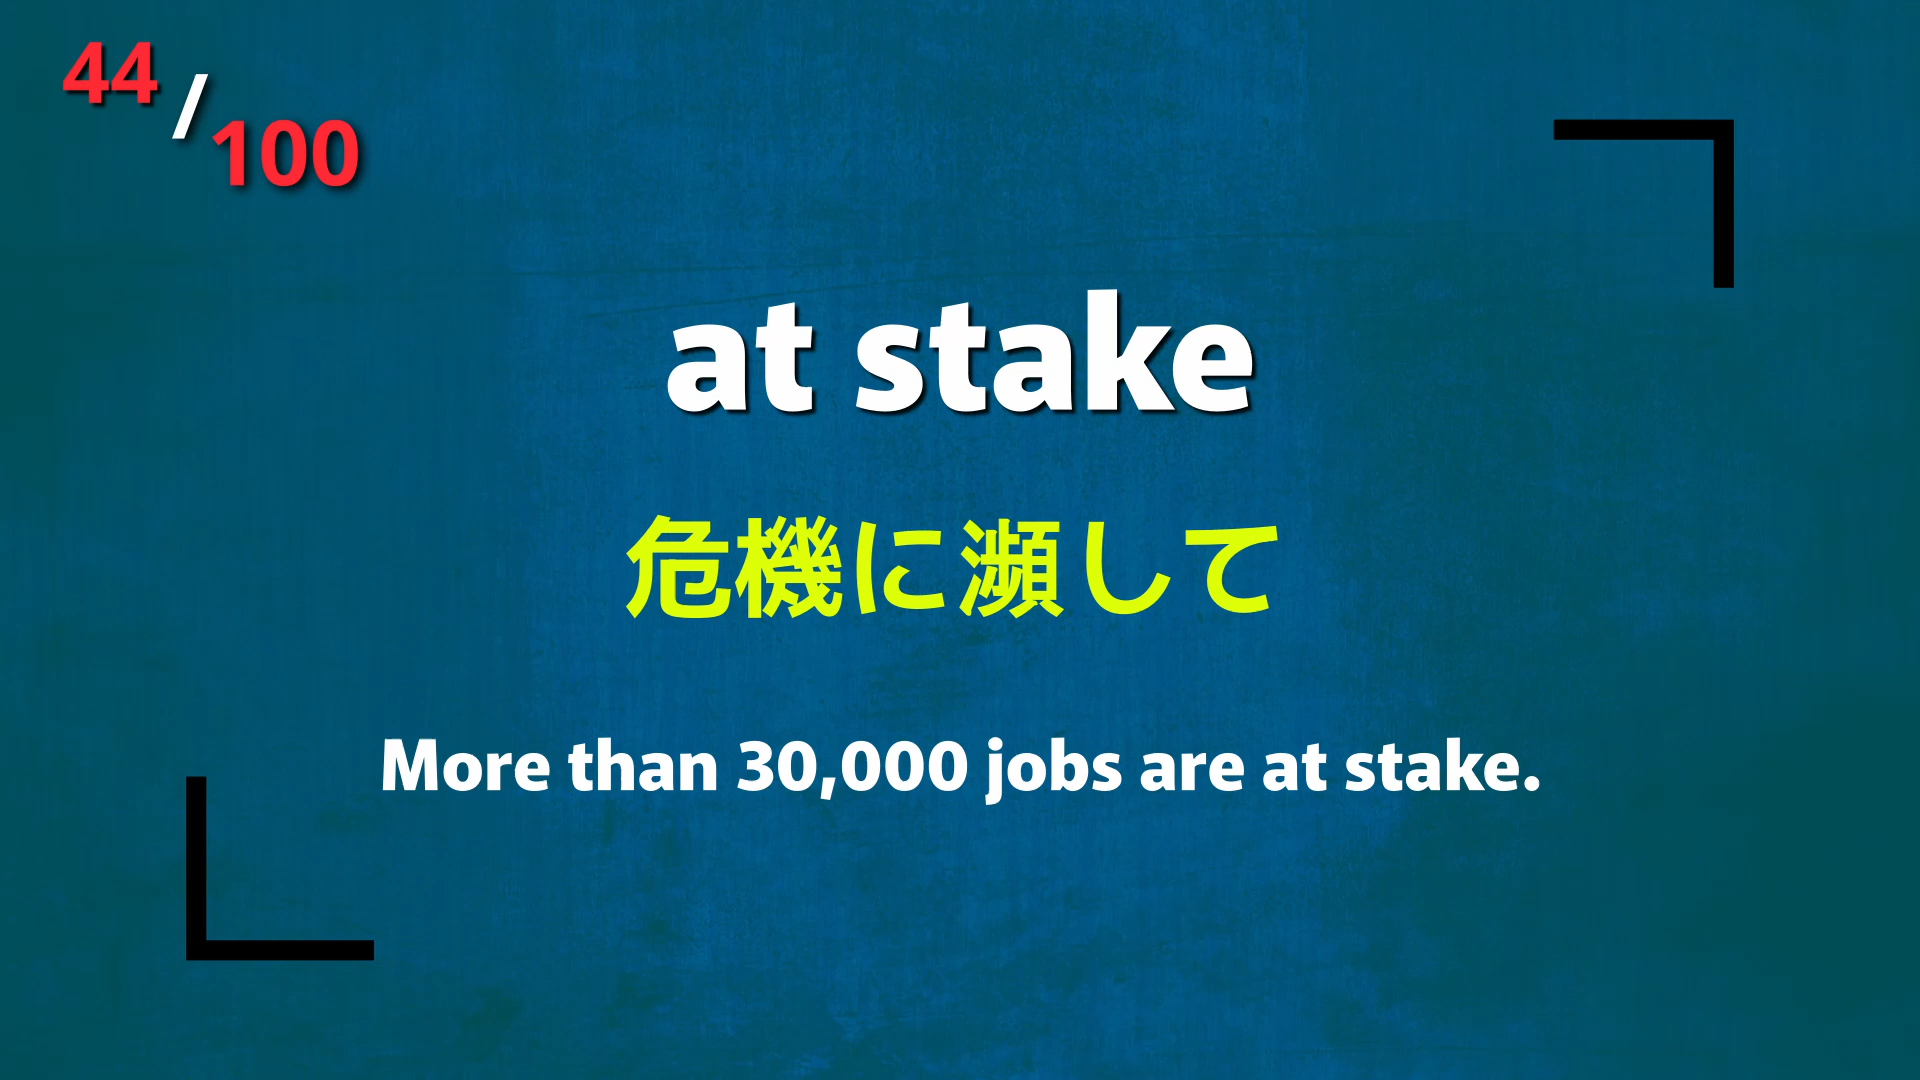 44/100
at stake
危機に瀕して
More than 30,000 jobs are at stake.